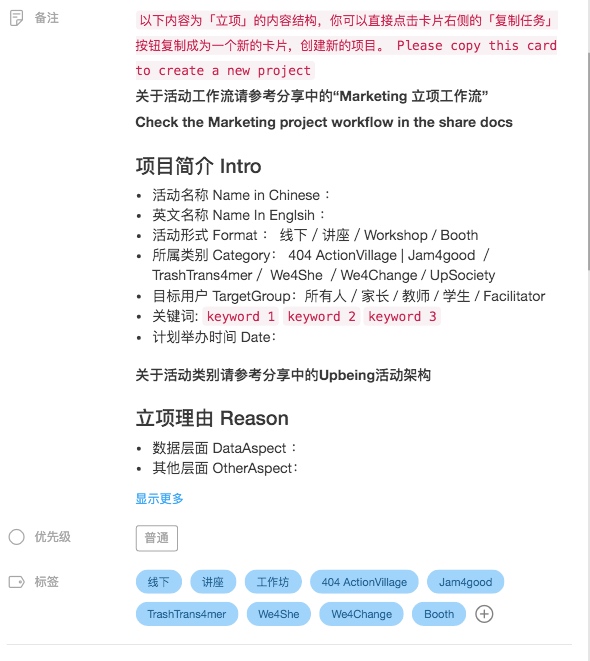 备注
以下内容为「立项」的内容结构，你可以直接点击卡片右侧的「复制任务」
按钮复制成为一个新的卡片，创建新的项目。 Please copy this card
to create a new project
关于活动工作流请参考分享中的“Marketing 立项工作流”
Check the Marketing project workflow in the share docs
项目简介 Intro
• 活动名称 Name in Chinese：
• 英文名称 Name In Englsih：
• 活动形式 Format： 线下 / 讲座 / Workshop / Booth
• 所属类别 Category： 404 ActionVillage | Jam4good /
TrashTrans4mer / We4She / We4Change / UpSociety
• 目标用户 TargetGroup：所有人 / 家长 / 教师 / 学生 / Facilitator
• 关键词: keyword 1 keyword 2 keyword 3
• 计划举办时间 Date：
关于活动类别请参考分享中的Upbeing活动架构
立项理由 Reason
• 数据层面 DataAspect：
• 其他层面 OtherAspect：
显示更多
优先级 普通
标签 线下 讲座 工作坊 404 ActionVillage Jam4good
TrashTrans4mer We4She We4Change Booth